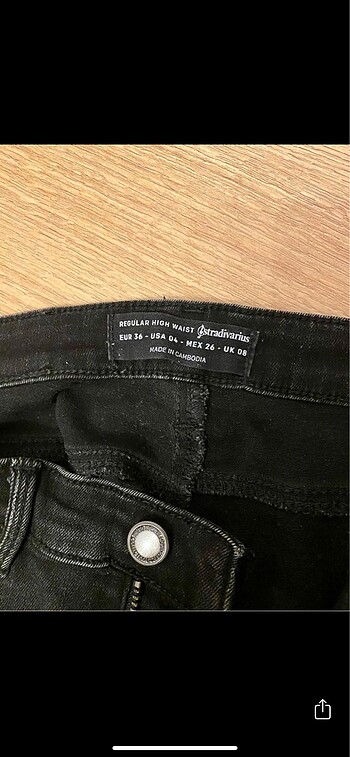 REGULAR HIGH WAIST stradivarius
EUR 36 - USA 04 - MEX 26 - UK 08
MADE IN CAMBODIA